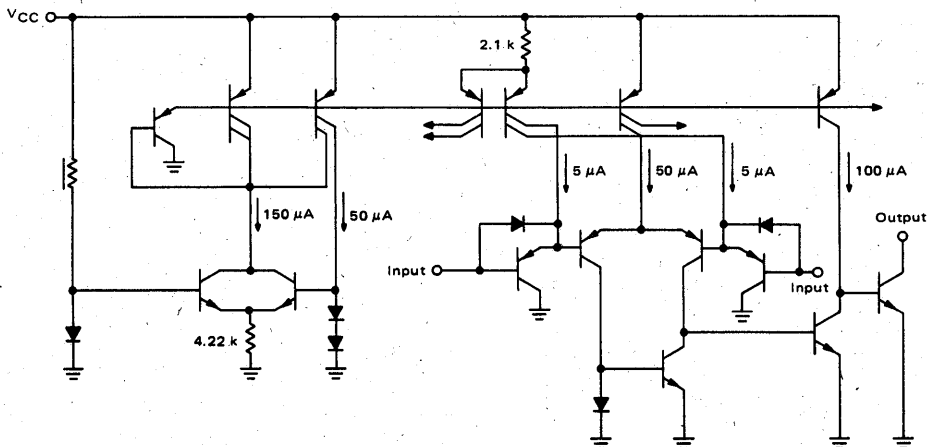 VCC
2.1 k
5 μA
50 μA
5 μA
100 μA
150 μA
50 μA
Output
Input
Input
4.22 k